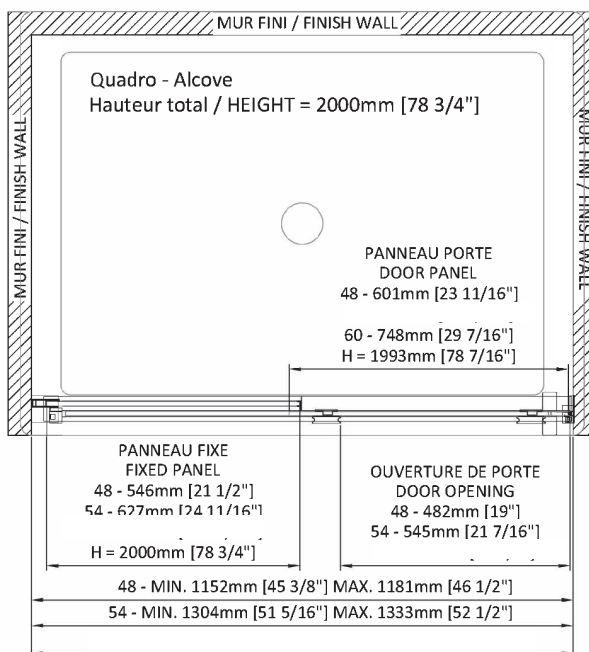 MUR FINI / FINISH WALL
Quadro - Alcove
Hauteur total / HEIGHT = 2000mm [78 3/4"]
MUR FINI / FINISH WALL
MUR FINI / FINISH WALL
PANNEAU PORTE
DOOR PANEL
48 - 601mm [23 11/16"]
60 - 748mm [29 7/16"]
H = 1993mm [78 7/16"]
PANNEAU FIXE
FIXED PANEL
48 - 546mm [21 1/2"]
54 - 627mm [24 11/16"]
H = 2000mm [78 3/4"]
OUVERTURE DE PORTE
DOOR OPENING
48 - 482mm [19"]
54 - 545mm [21 7/16"]
48 - MIN. 1152mm [45 3/8"] MAX. 1181mm [46 1/2"]
54 - MIN. 1304mm [51 5/16"] MAX. 1333mm [52 1/2"]